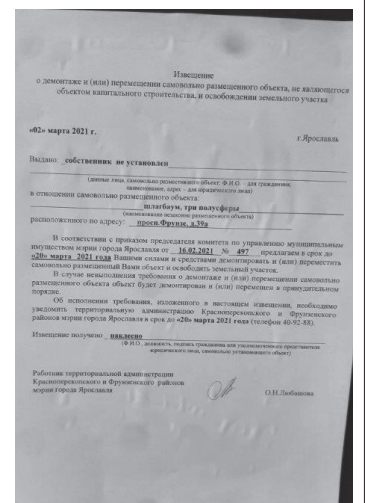 Извещение
о демонтаже и (или) перемещении самовольно размещенного объекта, не являющегося
объектом капитального строительства, и освобождении земельного участка
«02» марта 2021 г.
г.Ярославль
Выдано собственник не установлен
(данные лица, самовольно разместившего объект: Ф.И.О. - для гражданина;
наименование, адрес - для юридического лица)
в отношении самовольно размещенного объекта:
шлагбаум, три полусферы
(наименование незаконно размещенного объекта)
расположенного по адресу: просп.Фрунзе, д.39а
В соответствии с приказом председателя комитета по управлению муниципальным
имуществом мэрии города Ярославля от 16.02.2021 № 497 предлагаем в срок до
«20» марта 2021 года Вашими силами и средствами демонтировать и (или) переместить
самовольно размещенный Вами объект и освободить земельный участок.
В случае невыполнения требования о демонтаже и (или) перемещении самовольно
размещенного объекта объект будет демонтирован и (или) перемещен в принудительном
порядке.
Об исполнении требования, изложенного в настоящем извещении, необходимо
уведомить территориальную администрацию Красноперекопского и Фрунзенского
районов мэрии города Ярославля в срок до «20» марта 2021 года (телефон 40-92-88).
Извещение получено наклеено
(Ф.И.О., должность, подпись гражданина или уполномоченного представителя
юридического лица, самовольно установившего объект)
Работник территориальной администрации
Красноперекопского и Фрунзенского районов
мэрии города Ярославля
О.Н.Любашова